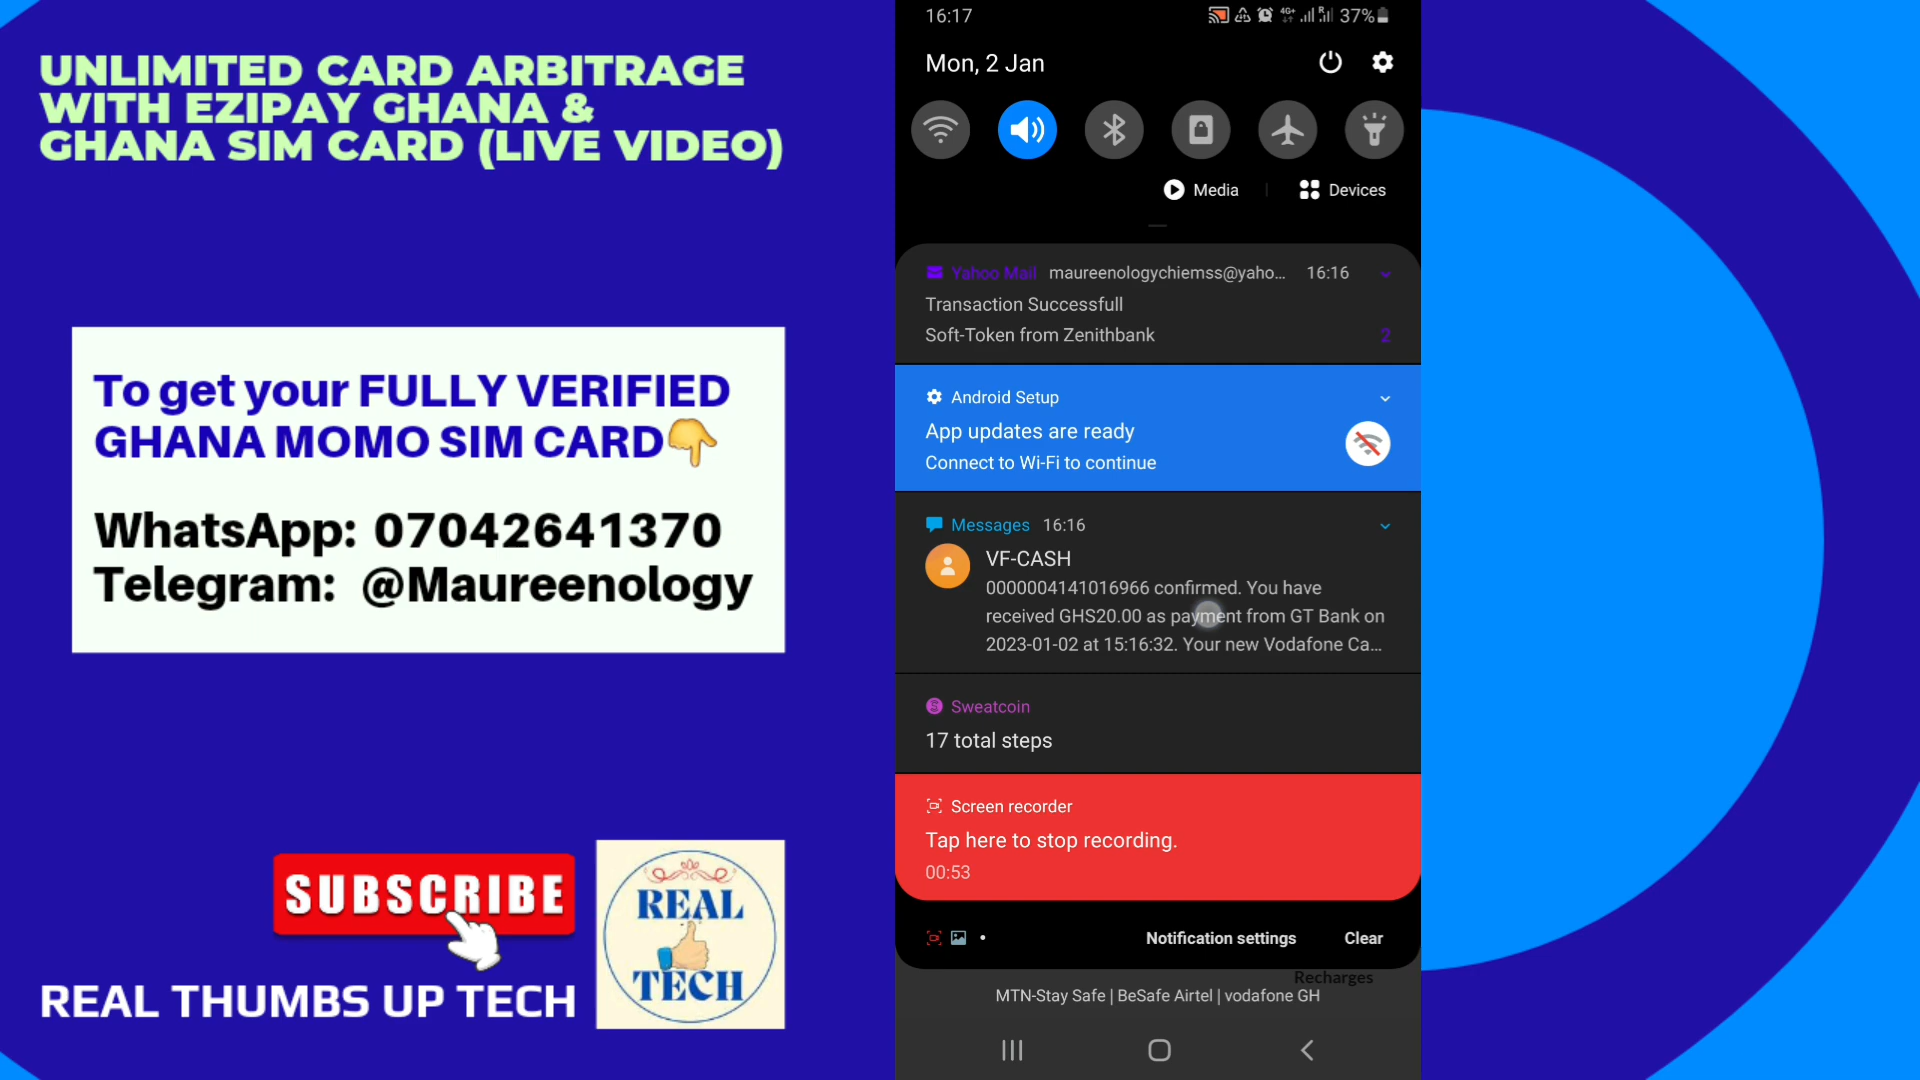 UNLIMITED CARD ARBITRAGE
WITH EZIPAY GHANA &
GHANA SIM CARD (LIVE VIDEO)
To get your FULLY VERIFIED
GHANA MOMO SIM CARD👇
WhatsApp: 07042641370
Telegram: @Maureenology
SUBSCRIBE
REAL THUMBS UP TECH
REAL
TECH
16:17
4G+
R
37%
Mon, 2 Jan
Media
Devices
Yahoo Mail maureenologychiemss@yaho... 16:16
Transaction Successfull
Soft-Token from Zenithbank
2
Android Setup
App updates are ready
Connect to Wi-Fi to continue
Messages 16:16
VF-CASH
0000004141016966 confirmed. You have
received GHS20.00 as payment from GT Bank on
2023-01-02 at 15:16:32. Your new Vodafone Ca...
Sweatcoin
17 total steps
Screen recorder
Tap here to stop recording.
00:53
Notification settings
Clear
Recharges
MTN-Stay Safe | BeSafe Airtel | vodafone GH